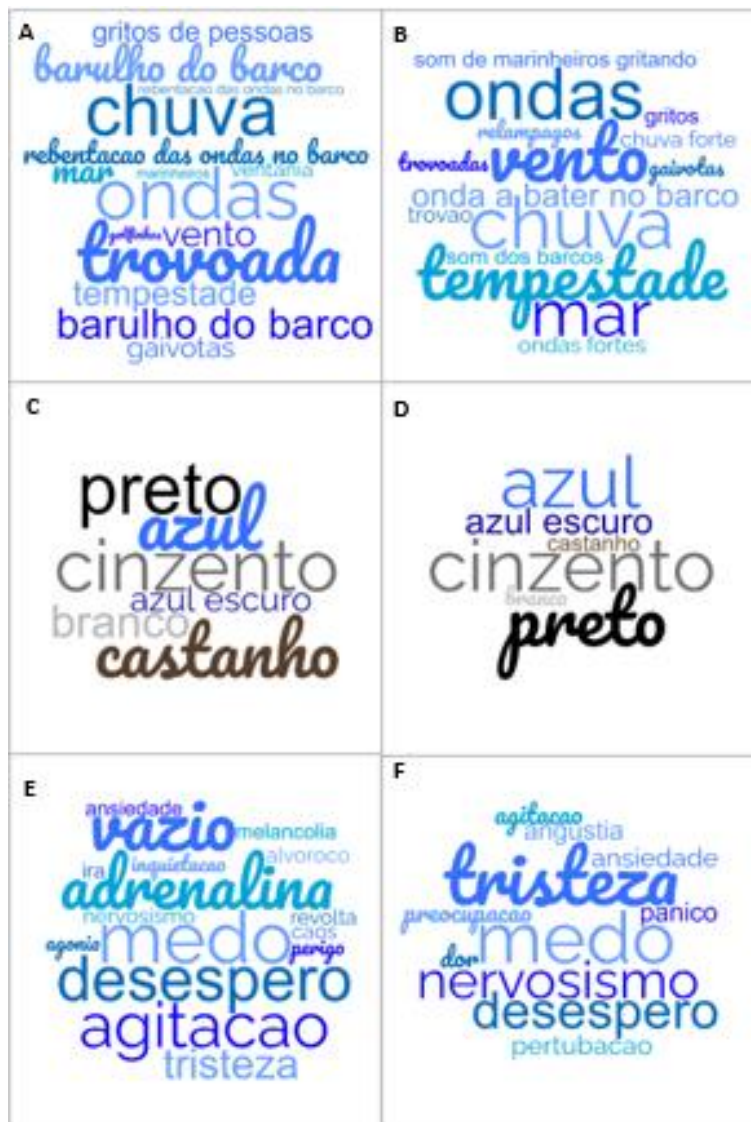 A
gritos de pessoas
barulho do barco
rebentacao das ondas no barco
chuva
rebentacao das ondas no barco
mar marinheiros ventania
ondas
golfinhos vento
trovoada
tempestade
barulho do barco
gaivotas
B
som de marinheiros gritando
ondas
gritos
relampagos chuva forte
trovoadas vento gaivotas
onda a bater no barco
trovao chuva
som dos barcos
tempestade
mar
ondas fortes
C
preto
azul
cinzento
azul escuro
branco
castanho
D
azul
azul escuro
castanho
cinzento
branco
preto
E
ansiedade
vazio melancolia
alvoroco
ira inquietacao
adrenalina
nervosismo revolta
caos
agonia medo perigo
desespero
agitacao
tristeza
F
agitacao
angustia
ansiedade
tristeza
preocupacao panico
medo
dor
nervosismo
desespero
pertubacao